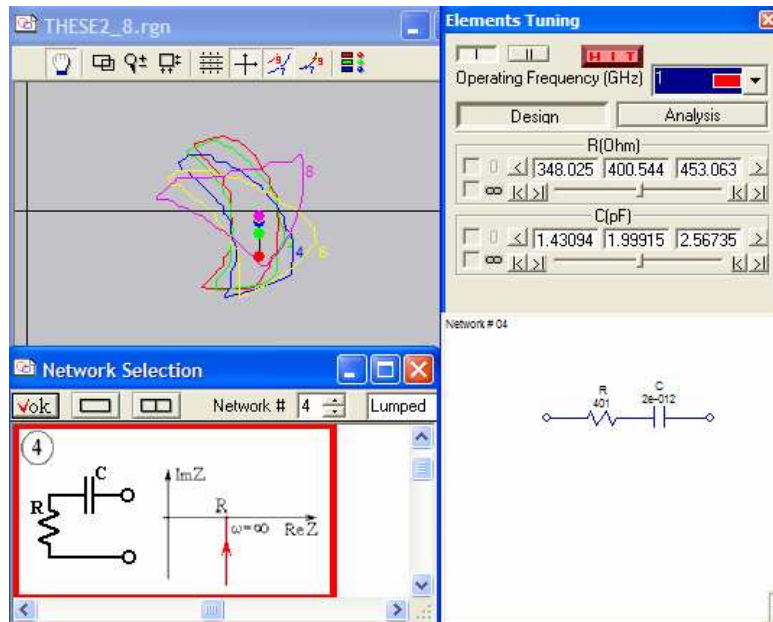 THESE2_8.rgn
8
4
6
Network Selection
√ok Network # 4 Lumped
4
C
R
ImZ
R
ω=∞ ReZ
Elements Tuning
I II HIT
Operating Frequency (GHz) 1
Design Analysis
R(Ohm)
0 < 348.025 400.544 453.063 >
∞ |< >| |< >|
C(pF)
0 < 1.43094 1.99915 2.56735 >
∞ |< >| |< >|
Network # 04
R C
401 2e-012